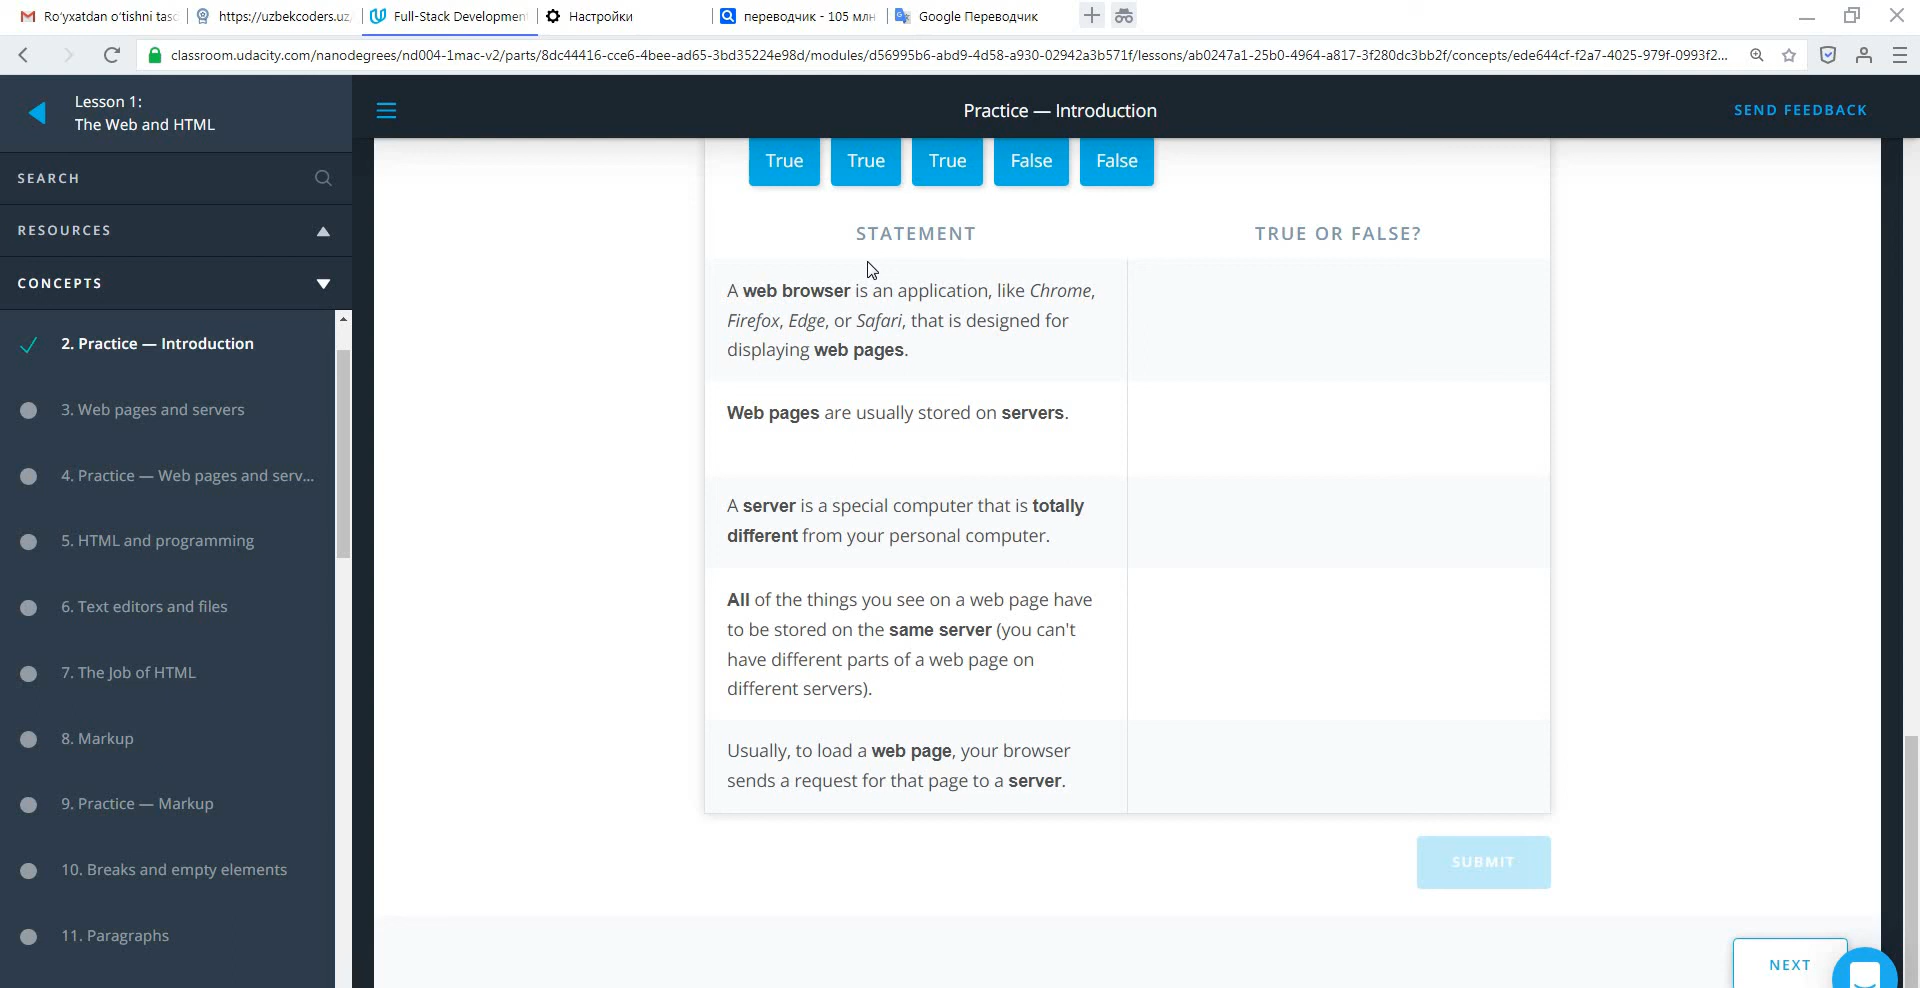 Ro'yxatdan o'tishni tasc
https://uzbekcoders.uz/
Full-Stack Development
Настройки
переводчик - 105 млн
Google Переводчик
classroom.udacity.com/nanodegrees/nd004-1mac-v2/parts/8dc44416-cce6-4bee-ad65-3bd35224e98d/modules/d56995b6-abd9-4d58-a930-02942a3b571f/lessons/ab0247a1-25b0-4964-a817-3f280dc3bb2f/concepts/ede644cf-f2a7-4025-979f-0993f2...
Lesson 1:
The Web and HTML
Practice — Introduction
SEND FEEDBACK
SEARCH
RESOURCES
CONCEPTS
2. Practice — Introduction
3. Web pages and servers
4. Practice — Web pages and serv...
5. HTML and programming
6. Text editors and files
7. The Job of HTML
8. Markup
9. Practice — Markup
10. Breaks and empty elements
11. Paragraphs
True True True False False
STATEMENT TRUE OR FALSE?
A web browser is an application, like Chrome,
Firefox, Edge, or Safari, that is designed for
displaying web pages.
Web pages are usually stored on servers.
A server is a special computer that is totally
different from your personal computer.
All of the things you see on a web page have
to be stored on the same server (you can't
have different parts of a web page on
different servers).
Usually, to load a web page, your browser
sends a request for that page to a server.
SUBMIT
NEXT